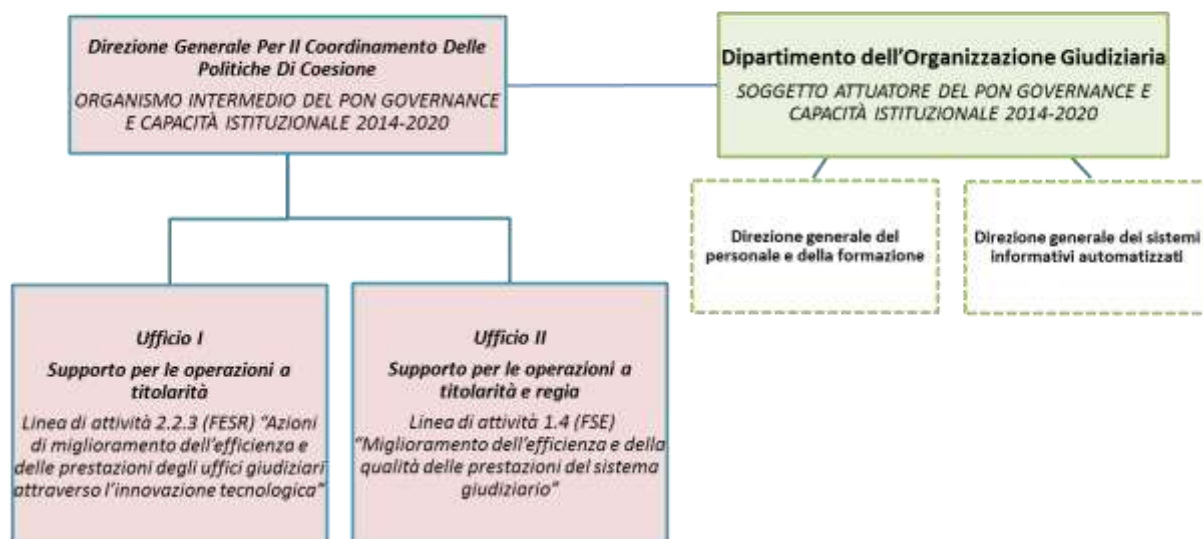 Direzione Generale Per Il Coordinamento Delle
Politiche Di Coesione
ORGANISMO INTERMEDIO DEL PON GOVERNANCE
E CAPACITÀ ISTITUZIONALE 2014-2020
Dipartimento dell'Organizzazione Giudiziaria
SOGGETTO ATTUATORE DEL PON GOVERNANCE E
CAPACITÀ ISTITUZIONALE 2014-2020
Direzione generale del
personale e della formazione
Direzione generale dei sistemi
informativi automatizzati
Ufficio I
Supporto per le operazioni a
titolarità
Linea di attività 2.2.3 (FESR) "Azioni
di miglioramento dell'efficienza e
delle prestazioni degli uffici giudiziari
attraverso l'innovazione tecnologica"
Ufficio II
Supporto per le operazioni a
titolarità e regia
Linea di attività 1.4 (FSE)
"Miglioramento dell'efficienza e della
qualità delle prestazioni del sistema
giudiziario"